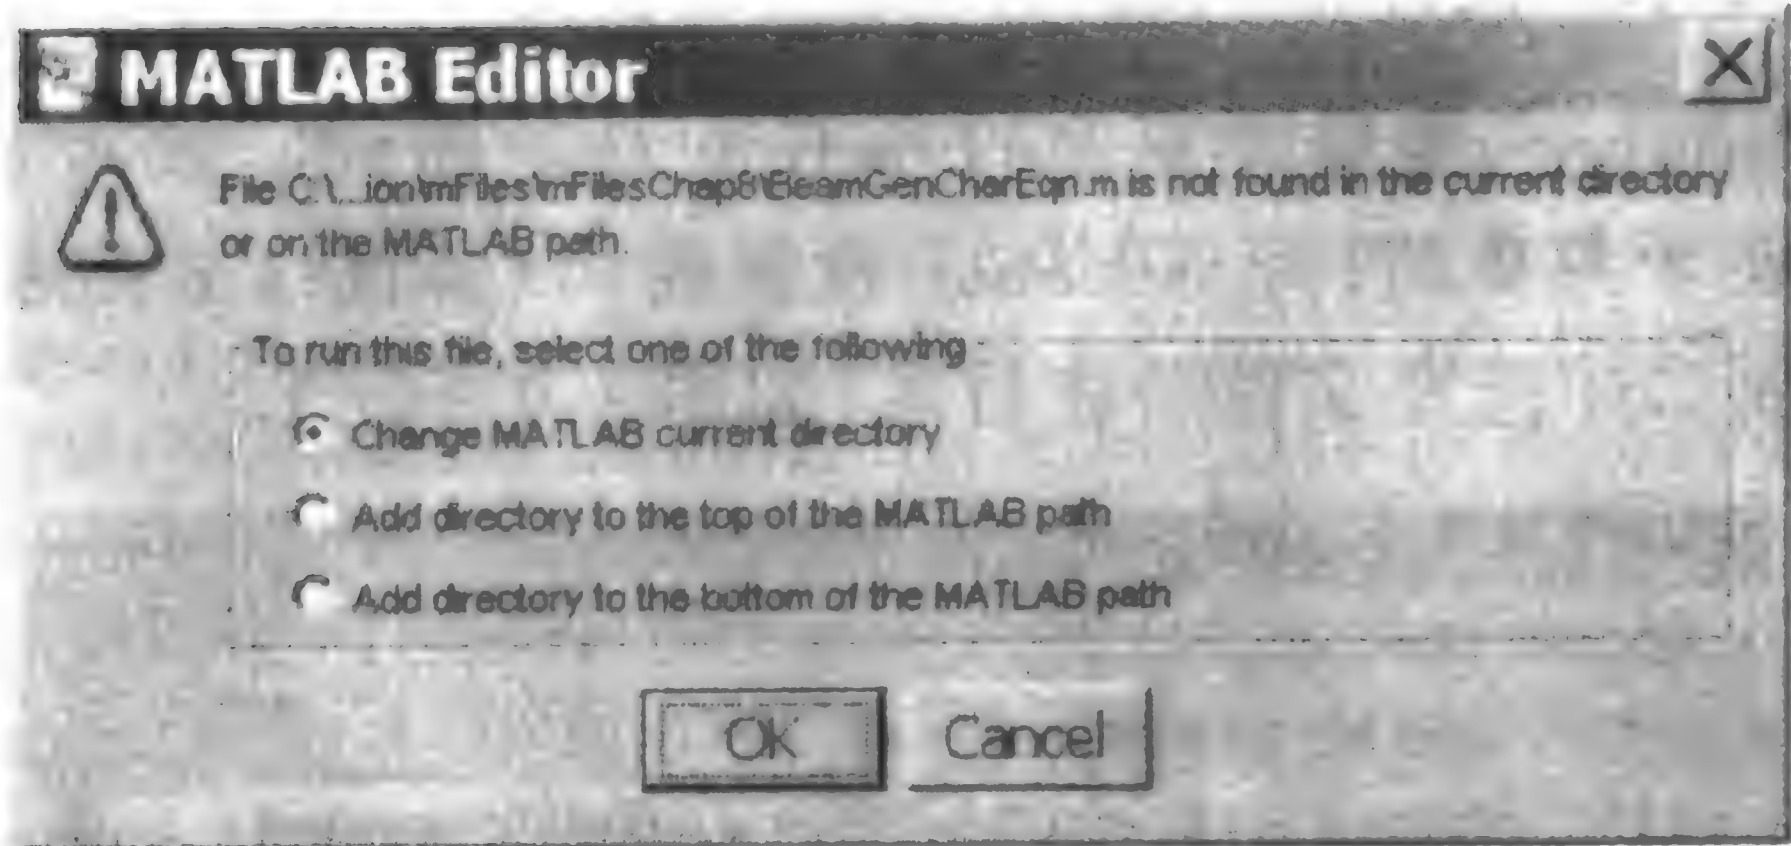 MATLAB Editor
File C:\...ion\mFiles\mFilesChap8\BeamGenCharEqn.m is not found in the current directory
or on the MATLAB path.
To run this file, select one of the following
Change MATLAB current directory
Add directory to the top of the MATLAB path
Add directory to the bottom of the MATLAB path
OK Cancel